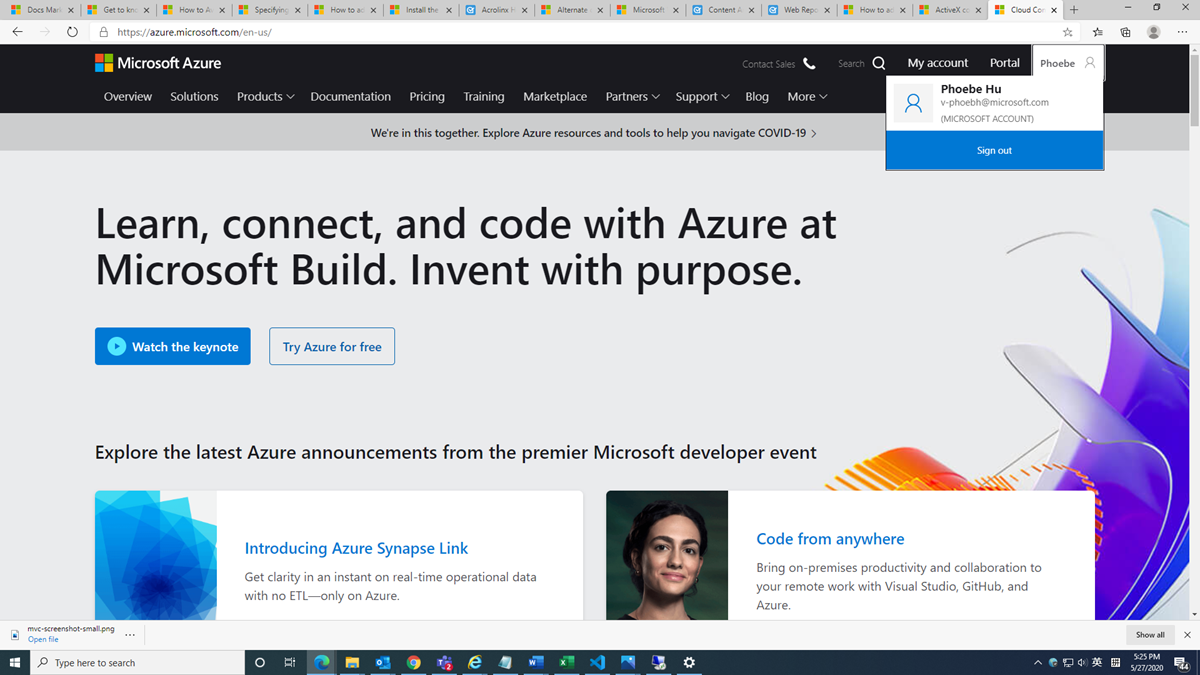 Docs Mark
Get to kno
How to A
Specifying
How to ad
Install the
Acrolinx H
Alternate
Microsoft
Content A
Web Repo
How to ad
ActiveX co
Cloud Con
https://azure.microsoft.com/en-us/
Microsoft Azure
Contact Sales
Search
My account
Portal
Phoebe
Overview Solutions Products Documentation Pricing Training Marketplace Partners Support Blog More
Phoebe Hu
v-phoebh@microsoft.com
(MICROSOFT ACCOUNT)
Sign out
We're in this together. Explore Azure resources and tools to help you navigate COVID-19
Learn, connect, and code with Azure at
Microsoft Build. Invent with purpose.
Watch the keynote
Try Azure for free
Explore the latest Azure announcements from the premier Microsoft developer event
Introducing Azure Synapse Link
Get clarity in an instant on real-time operational data
with no ETL—only on Azure.
Code from anywhere
Bring on-premises productivity and collaboration to
your remote work with Visual Studio, GitHub, and
Azure.
mvc-screenshot-small.png
Open file
Show all
Type here to search
英
5:25 PM
5/27/2020
44